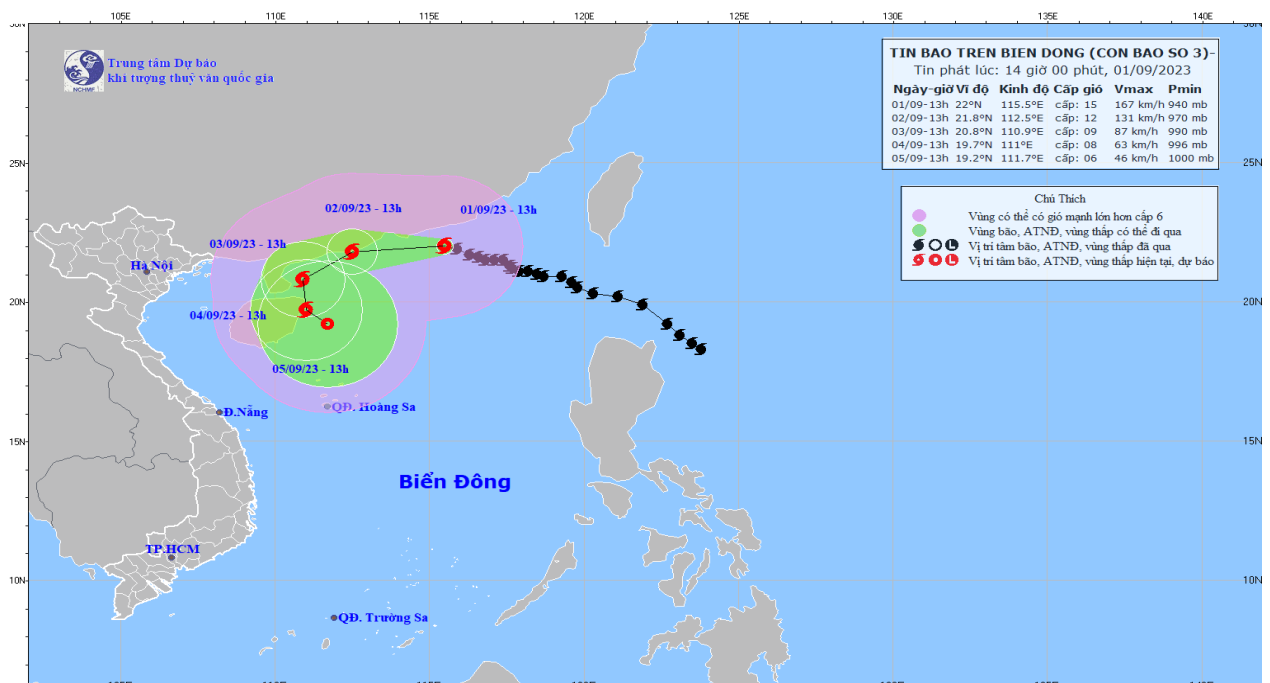 105E 110E 115E 120E 125E 130E 135E 140E
30N
Trung tâm Dự báo
khí tượng thuỷ văn quốc gia
NCHMF
TIN BAO TREN BIEN DONG (CON BAO SO 3)-
Tin phát lúc: 14 giờ 00 phút, 01/09/2023
Ngày-giờ Vĩ độ Kinh độ Cấp gió Vmax Pmin
01/09-13h 22°N 115.5°E cấp: 15 167 km/h 940 mb
02/09-13h 21.8°N 112.5°E cấp: 12 131 km/h 970 mb
03/09-13h 20.8°N 110.9°E cấp: 09 87 km/h 990 mb
04/09-13h 19.7°N 111°E cấp: 08 63 km/h 996 mb
05/09-13h 19.2°N 111.7°E cấp: 06 46 km/h 1000 mb
25N 25N
Chú Thích
Vùng có thể có gió mạnh lớn hơn cấp 6
Vùng bão, ATNĐ, vùng thấp có thể đi qua
Vị trí tâm bão, ATNĐ, vùng thấp đã qua
Vị trí tâm bão, ATNĐ, vùng thấp hiện tại, dự báo
02/09/23 - 13h
01/09/23 - 13h
03/09/23 - 13h
Hà Nội
20N 20N
04/09/23 - 13h
05/09/23 - 13h
QĐ. Hoàng Sa
Đ.Nẵng
15N 15N
Biển Đông
TP.HCM
10N 10N
QĐ. Trường Sa